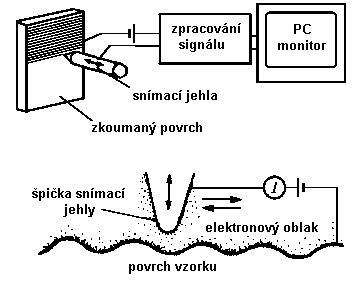 zpracování
signálu
PC
monitor
snímací jehla
zkoumaný povrch
špička snímací
jehly
I
elektronový oblak
povrch vzorku